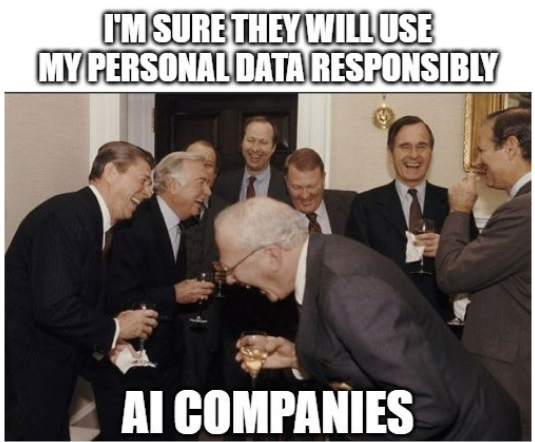 I'M SURE THEY WILL USE
MY PERSONAL DATA RESPONSIBLY
AI COMPANIES